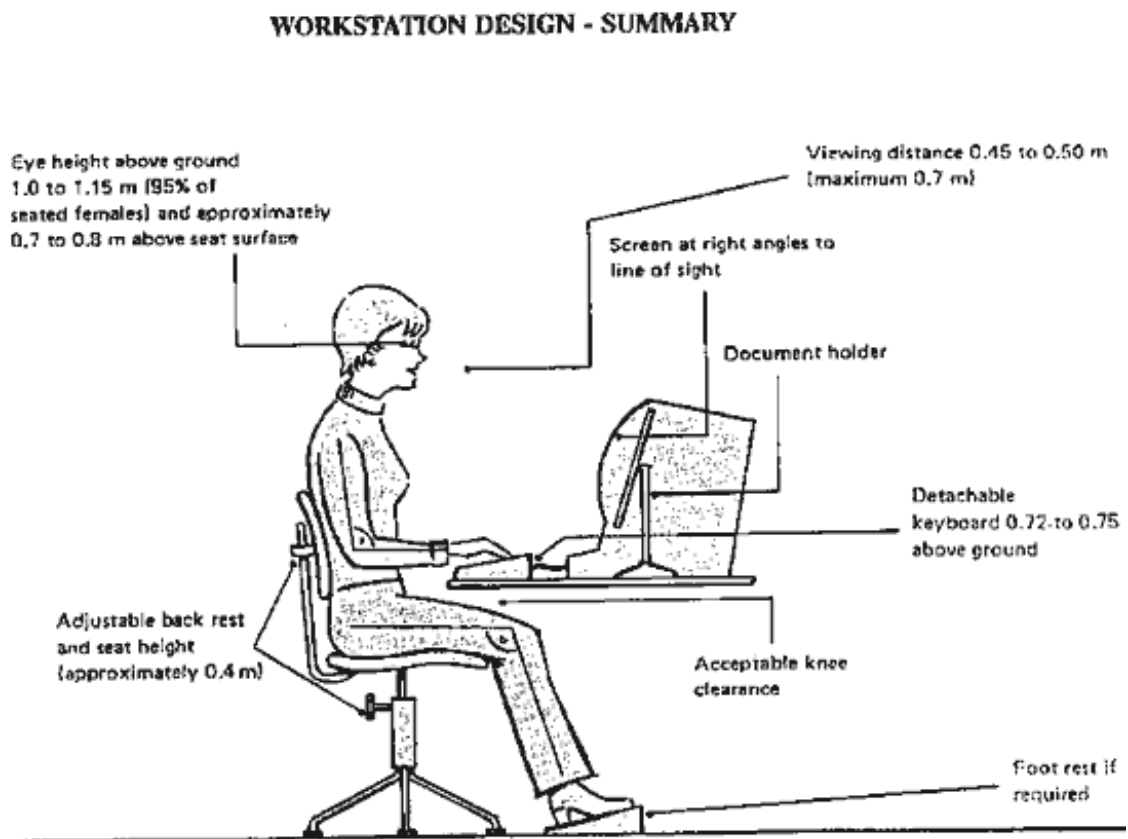 WORKSTATION DESIGN - SUMMARY
Eye height above ground
1.0 to 1.15 m (95% of
seated females) and approximately
0.7 to 0.8 m above seat surface
Viewing distance 0.45 to 0.50 m
(maximum 0.7 m)
Screen at right angles to
line of sight
Document holder
Detachable
keyboard 0.72 to 0.75
above ground
Adjustable back rest
and seat height
(approximately 0.4 m)
Acceptable knee
clearance
Foot rest if
required